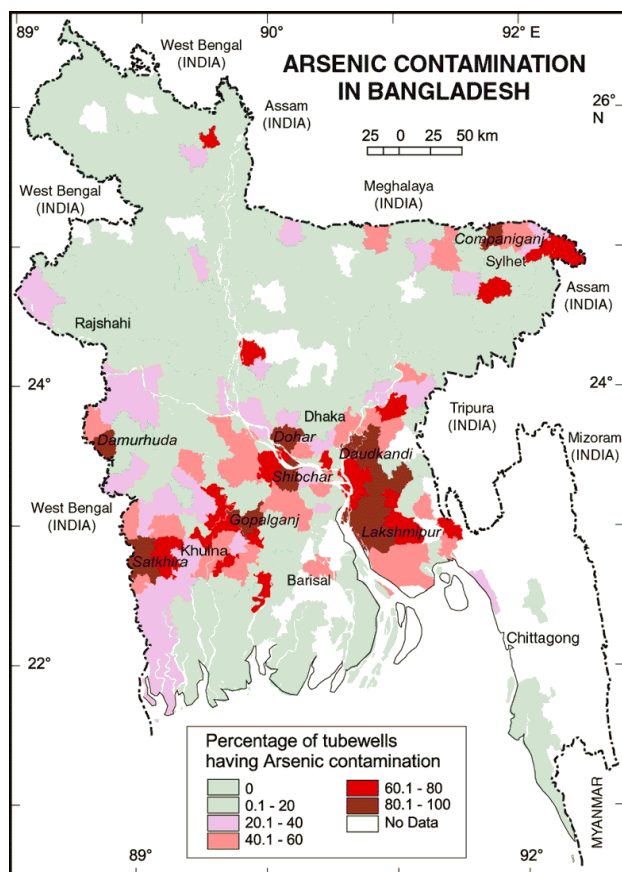 89°
90°
92° E
West Bengal
(INDIA)
ARSENIC CONTAMINATION
IN BANGLADESH
26°
26°
N
Assam
(INDIA)
25 0 25 50 km
West Bengal
(INDIA)
Meghalaya
(INDIA)
Companiganj
Sylhet
Assam
(INDIA)
Rajshahi
24°
24°
Dhaka
Tripura
(INDIA)
Dohar
Damurhuda
Daudkandi
Mizoram
(INDIA)
Shibchar
West Bengal
(INDIA)
Gopalganj
Lakshmipur
Khulna
Satkhira
Barisal
Chittagong
22°
Percentage of tubewells
having Arsenic contamination
0
0.1 - 20
20.1 - 40
40.1 - 60
60.1 - 80
80.1 - 100
No Data
MYANMAR
89°
92°